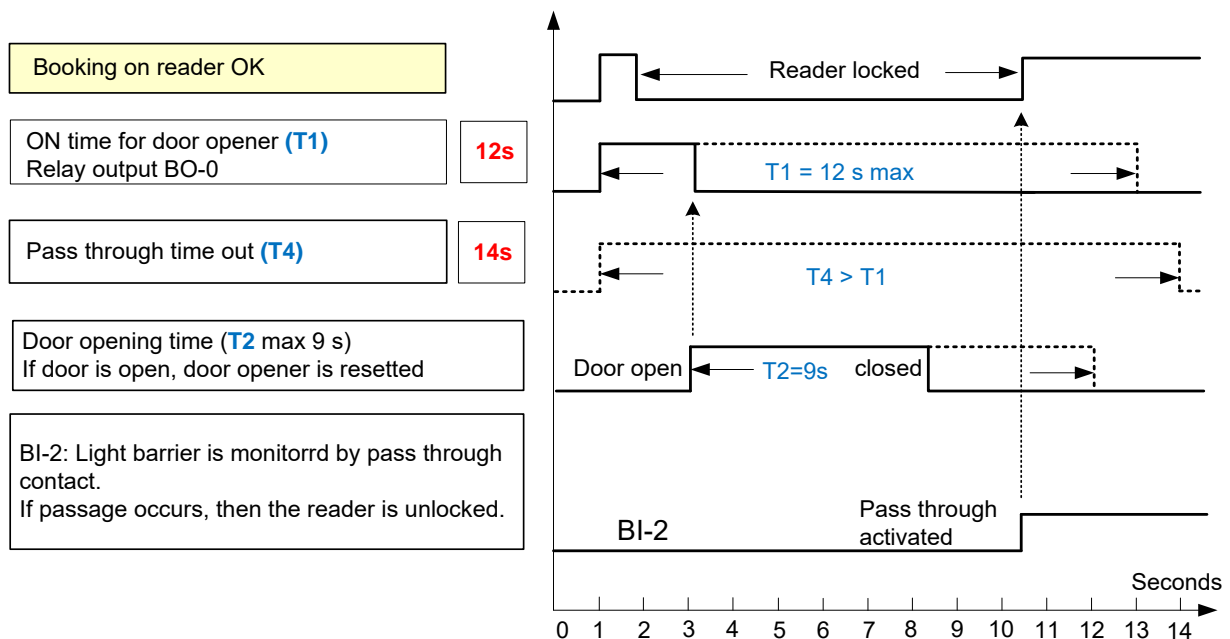 Booking on reader OK
Reader locked
ON time for door opener (T1)
Relay output BO-0
12s
T1 = 12 s max
Pass through time out (T4)
14s
T4 > T1
Door opening time (T2 max 9 s)
If door is open, door opener is resetted
Door open
T2=9s
closed
BI-2: Light barrier is monitorrd by pass through
contact.
If passage occurs, then the reader is unlocked.
BI-2
Pass through
activated
Seconds
0 1 2 3 4 5 6 7 8 9 10 11 12 13 14